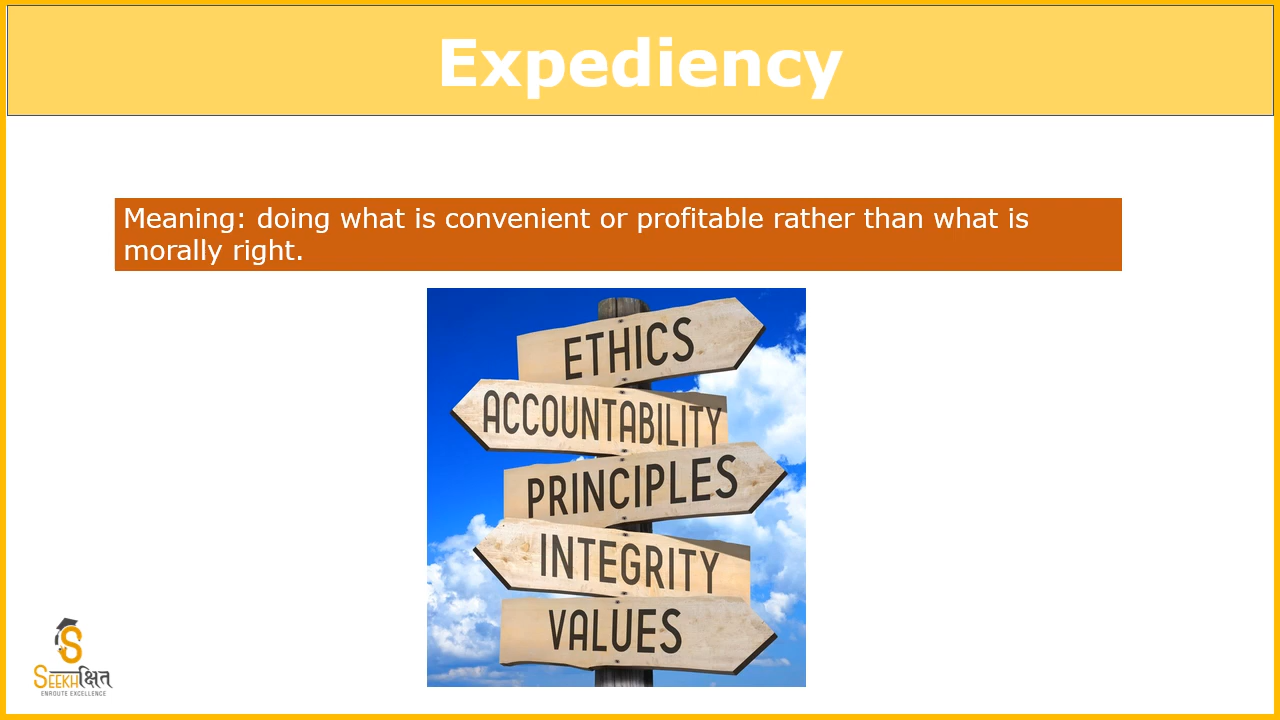 Expediency
Meaning: doing what is convenient or profitable rather than what is
morally right.
ETHICS
ACCOUNTABILITY
PRINCIPLES
INTEGRITY
VALUES
S
SEEKHक्षित
ENROUTE EXCELLENCE